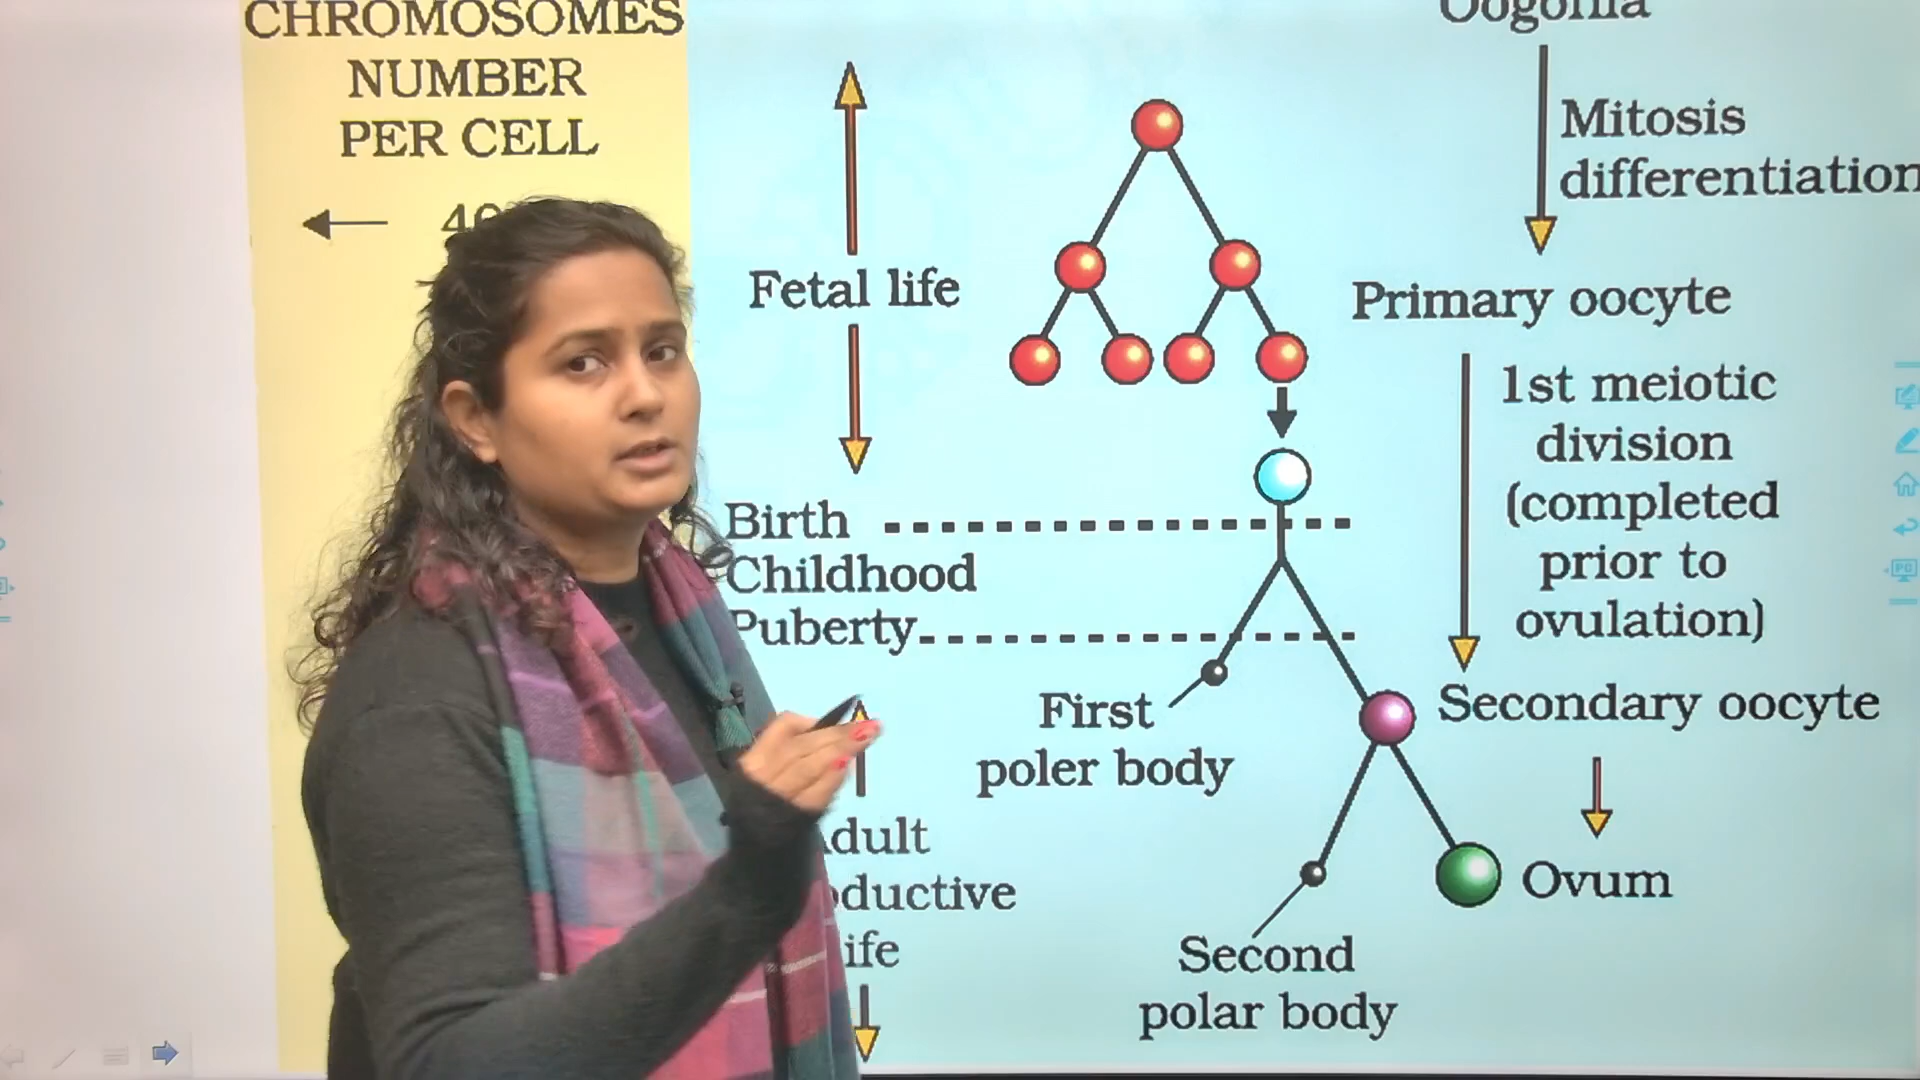 CHROMOSOMES
NUMBER
PER CELL
Fetal life
Birth
Childhood
Puberty
First
poler body
Second
polar body
Mitosis
differentiation
Primary oocyte
1st meiotic
division
(completed
prior to
ovulation)
Secondary oocyte
Ovum